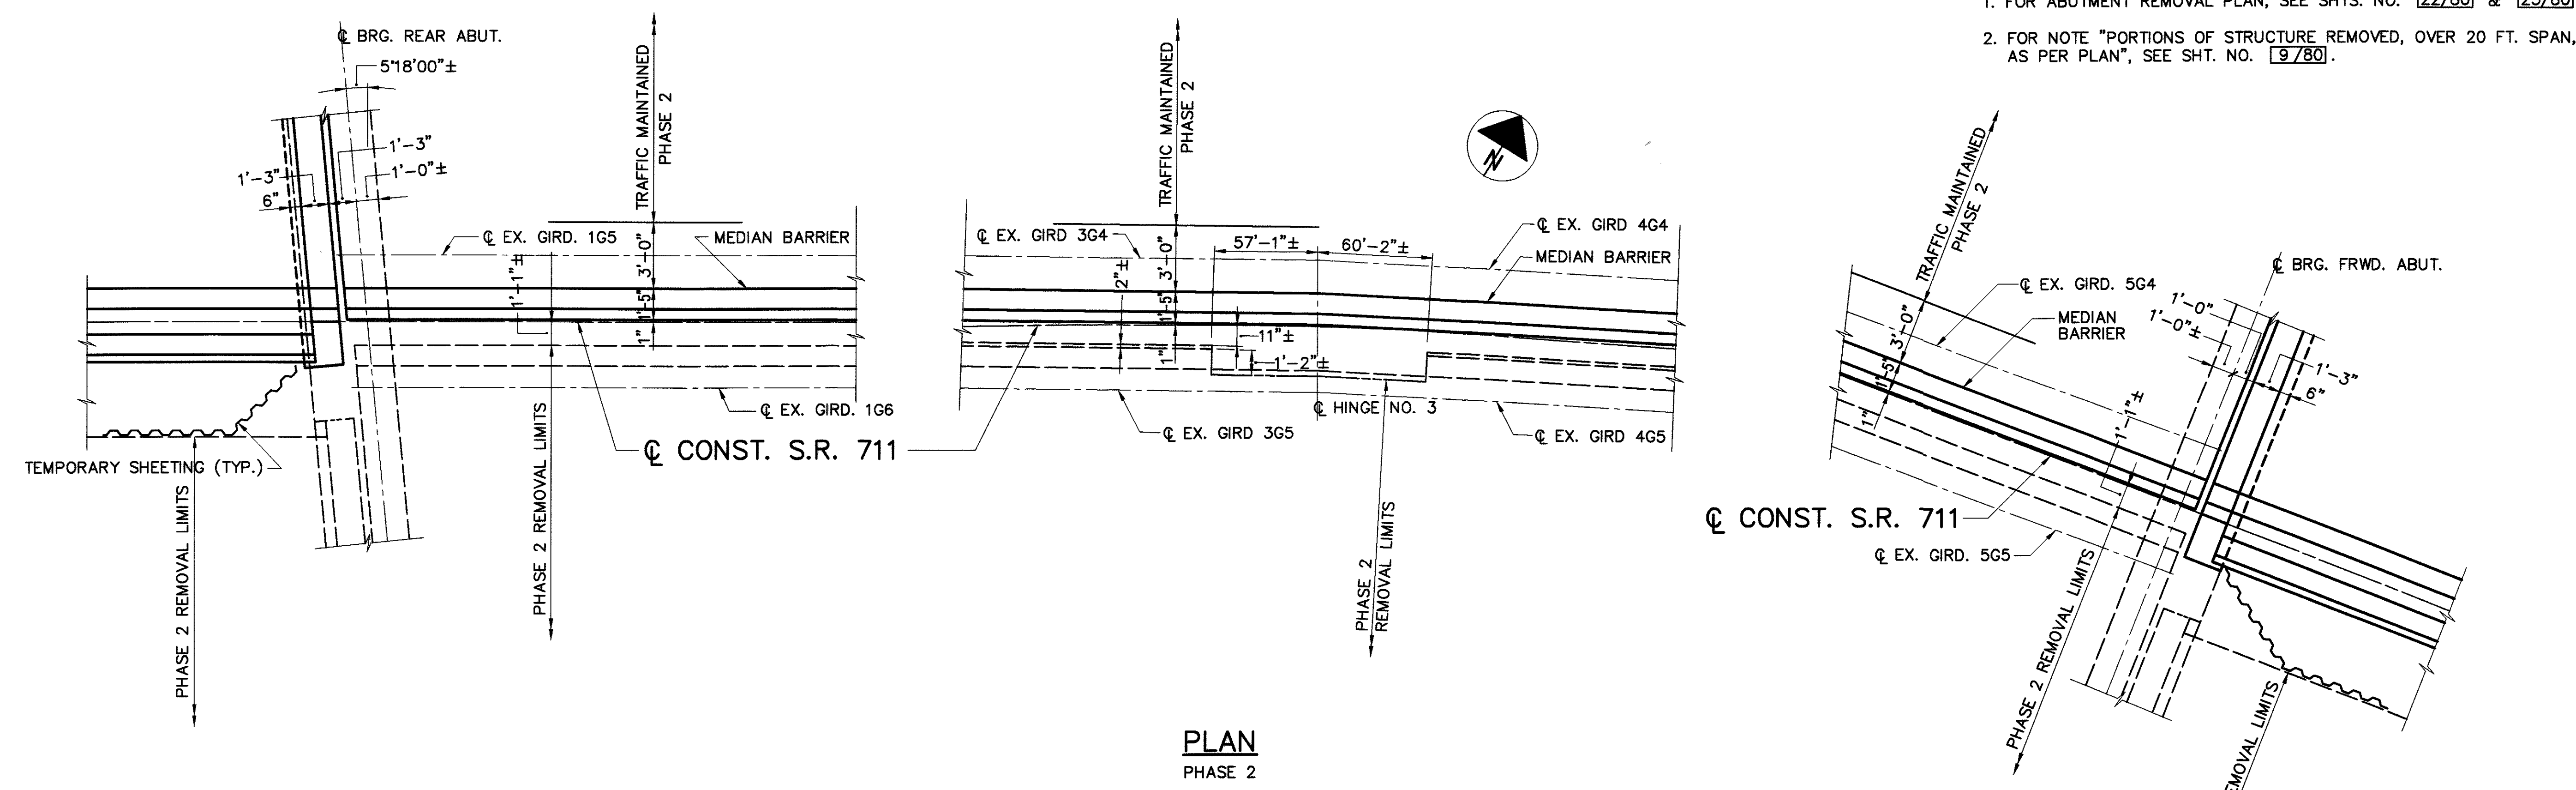 1. FOR ABUTMENT REMOVAL PLAN, SEE SHTS. NO. 22/80 &
2. FOR NOTE "PORTIONS OF STRUCTURE REMOVED, OVER 20 FT. SPAN,
AS PER PLAN", SEE SHT. NO. 9/80.
℄ BRG. REAR ABUT.
5°18'00"±
1'-3"
1'-0"±
1'-3"
6"
TRAFFIC MAINTAINED
PHASE 2
℄ EX. GIRD. 1G5
MEDIAN BARRIER
1'-1"±
3'-0"
1'-5"
1"
℄ EX. GIRD. 1G6
TEMPORARY SHEETING (TYP.)
PHASE 2 REMOVAL LIMITS
PHASE 2 REMOVAL LIMITS
℄ CONST. S.R. 711
TRAFFIC MAINTAINED
PHASE 2
N
℄ EX. GIRD 3G4
57'-1"±
60'-2"±
℄ EX. GIRD 4G4
MEDIAN BARRIER
2"±
3'-0"
1'-5"
1"
11"±
1'-2"±
℄ HINGE NO. 3
℄ EX. GIRD 3G5
℄ EX. GIRD 4G5
PHASE 2
REMOVAL LIMITS
TRAFFIC MAINTAINED
PHASE 2
℄ BRG. FRWD. ABUT.
℄ EX. GIRD. 5G4
MEDIAN
BARRIER
1'-0"
1'-0"±
1'-3"
6"
3'-0"
1'-5"
1"
1'-1"±
℄ CONST. S.R. 711
℄ EX. GIRD. 5G5
PHASE 2 REMOVAL LIMITS
EMOVAL LIMITS
PLAN
PHASE 2